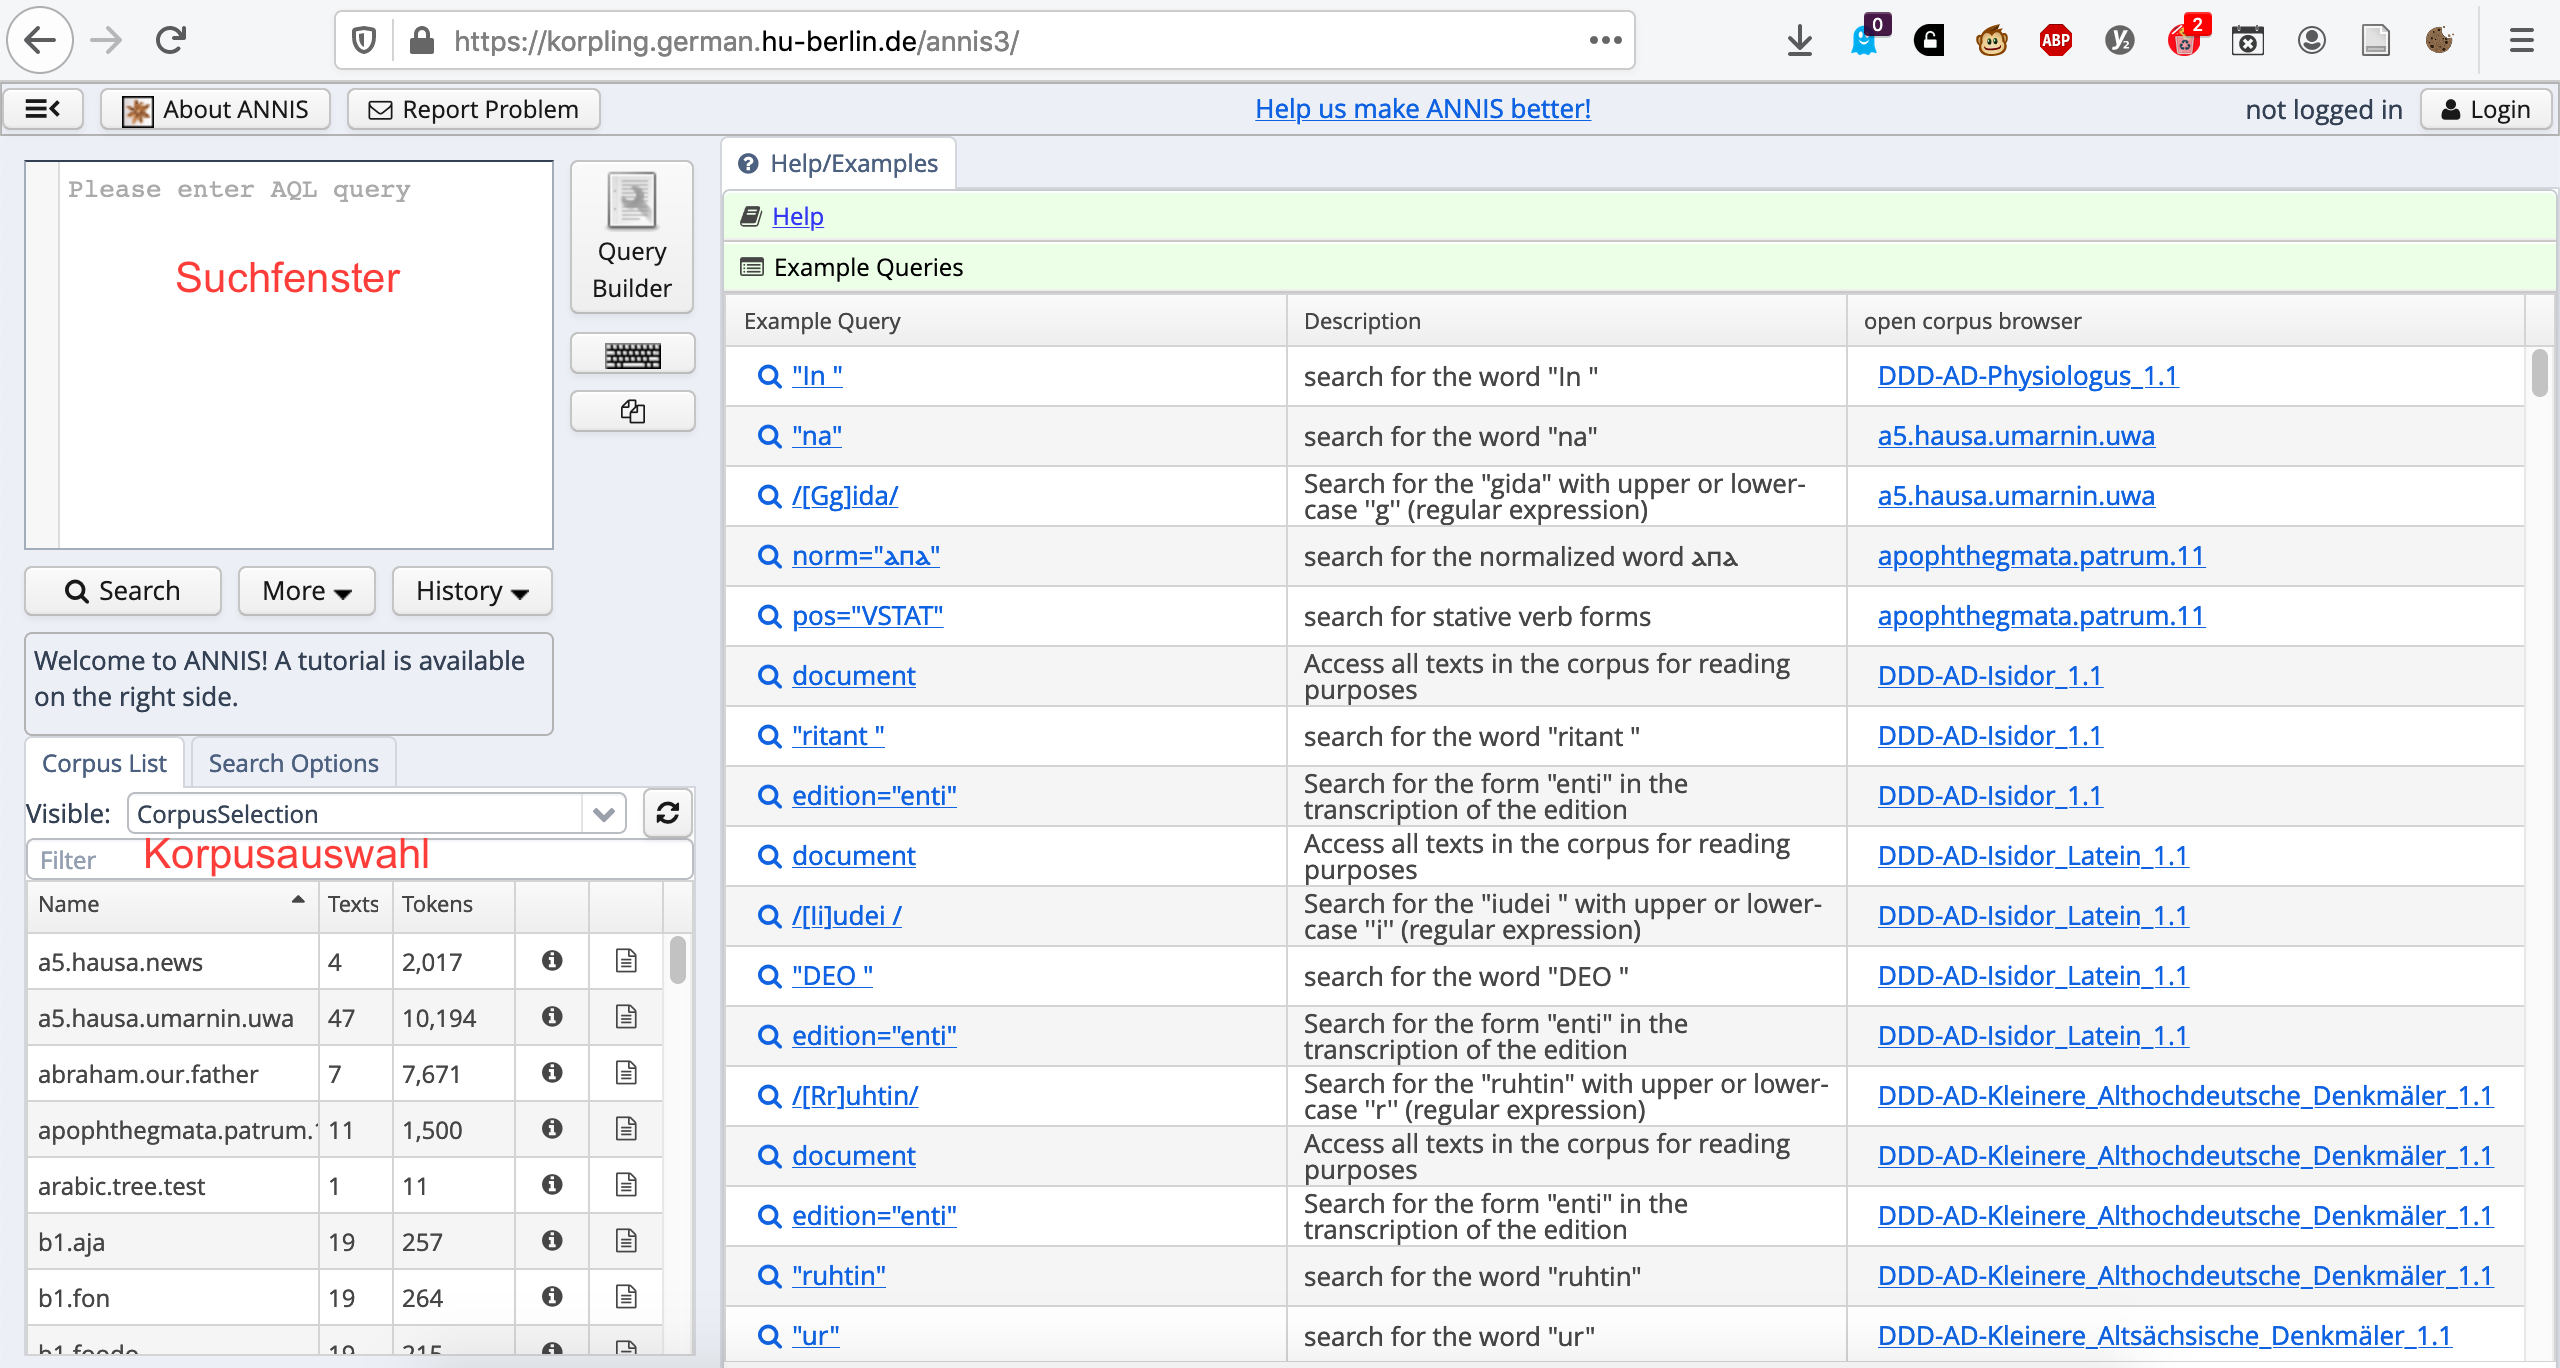 https://korpling.german.hu-berlin.de/annis3/
0
ABP
y2
2
About ANNIS
Report Problem
Help us make ANNIS better!
not logged in
Login
Please enter AQL query
Suchfenster
Query
Builder
Search
More
History
Welcome to ANNIS! A tutorial is available
on the right side.
Corpus List
Search Options
Visible:
CorpusSelection
Filter
Korpusauswahl
Name Texts Tokens
a5.hausa.news 4 2,017
a5.hausa.umarnin.uwa 47 10,194
abraham.our.father 7 7,671
apophthegmata.patrum. 11 1,500
arabic.tree.test 1 11
b1.aja 19 257
b1.fon 19 264
b1.foodo 19 215
Help/Examples
Help
Example Queries
Example Query Description open corpus browser
"In " search for the word "In " DDD-AD-Physiologus_1.1
"na" search for the word "na" a5.hausa.umarnin.uwa
/[Gg]ida/ Search for the "gida" with upper or lower-
case ''g'' (regular expression) a5.hausa.umarnin.uwa
norm="ⲁⲡⲁ" search for the normalized word ⲁⲡⲁ apophthegmata.patrum.11
pos="VSTAT" search for stative verb forms apophthegmata.patrum.11
document Access all texts in the corpus for reading
purposes DDD-AD-Isidor_1.1
"ritant " search for the word "ritant " DDD-AD-Isidor_1.1
edition="enti" Search for the form "enti" in the
transcription of the edition DDD-AD-Isidor_1.1
document Access all texts in the corpus for reading
purposes DDD-AD-Isidor_Latein_1.1
/[Ii]udei / Search for the "iudei " with upper or lower-
case ''i'' (regular expression) DDD-AD-Isidor_Latein_1.1
"DEO " search for the word "DEO " DDD-AD-Isidor_Latein_1.1
edition="enti" Search for the form "enti" in the
transcription of the edition DDD-AD-Isidor_Latein_1.1
/[Rr]uhtin/ Search for the "ruhtin" with upper or lower-
case ''r'' (regular expression) DDD-AD-Kleinere_Althochdeutsche_Denkmäler_1.1
document Access all texts in the corpus for reading
purposes DDD-AD-Kleinere_Althochdeutsche_Denkmäler_1.1
edition="enti" Search for the form "enti" in the
transcription of the edition DDD-AD-Kleinere_Althochdeutsche_Denkmäler_1.1
"ruhtin" search for the word "ruhtin" DDD-AD-Kleinere_Althochdeutsche_Denkmäler_1.1
"ur" search for the word "ur" DDD-AD-Kleinere_Altsächsische_Denkmäler_1.1